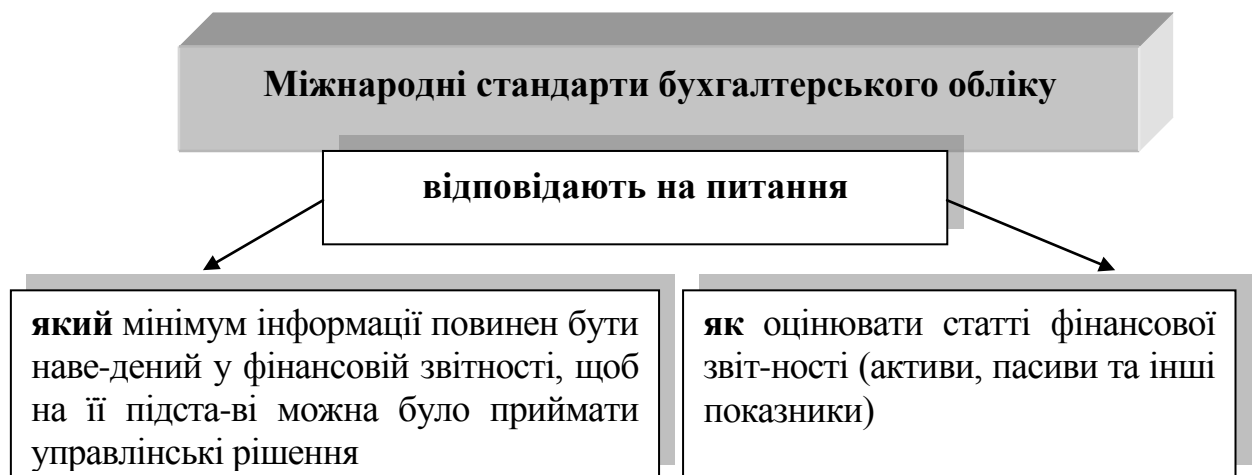 Міжнародні стандарти бухгалтерського обліку
відповідають на питання
який мінімум інформації повинен бути
наве-дений у фінансовій звітності, щоб
на її підста-ві можна було приймати
управлінські рішення
як оцінювати статті фінансової
звіт-ності (активи, пасиви та інші
показники)